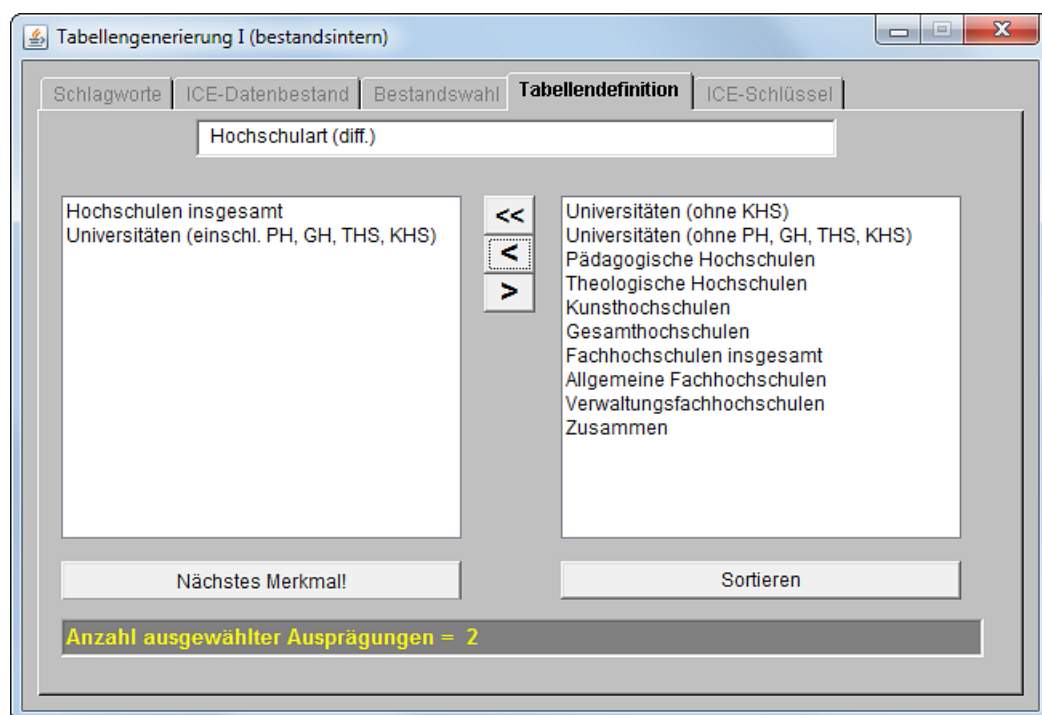 Tabellengenerierung I (bestandsintern)
Schlagworte ICE-Datenbestand Bestandswahl Tabellendefinition ICE-Schlüssel
Hochschulart (diff.)
Hochschulen insgesamt
Universitäten (einschl. PH, GH, THS, KHS)
<<
<
>
Universitäten (ohne KHS)
Universitäten (ohne PH, GH, THS, KHS)
Pädagogische Hochschulen
Theologische Hochschulen
Kunsthochschulen
Gesamthochschulen
Fachhochschulen insgesamt
Allgemeine Fachhochschulen
Verwaltungsfachhochschulen
Zusammen
Nächstes Merkmal!
Sortieren
Anzahl ausgewählter Ausprägungen = 2